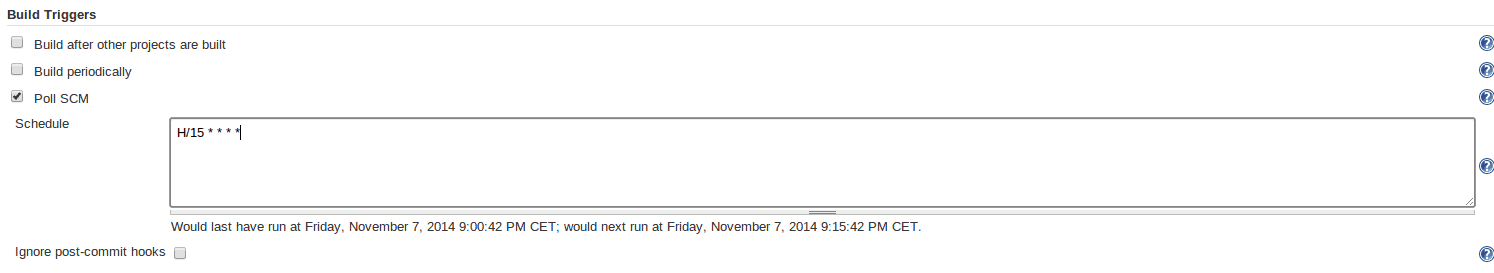 Build Triggers
Build after other projects are built
Build periodically
Poll SCM
Schedule
H/15 * * * *
Would last have run at Friday, November 7, 2014 9:00:42 PM CET; would next run at Friday, November 7, 2014 9:15:42 PM CET.
Ignore post-commit hooks